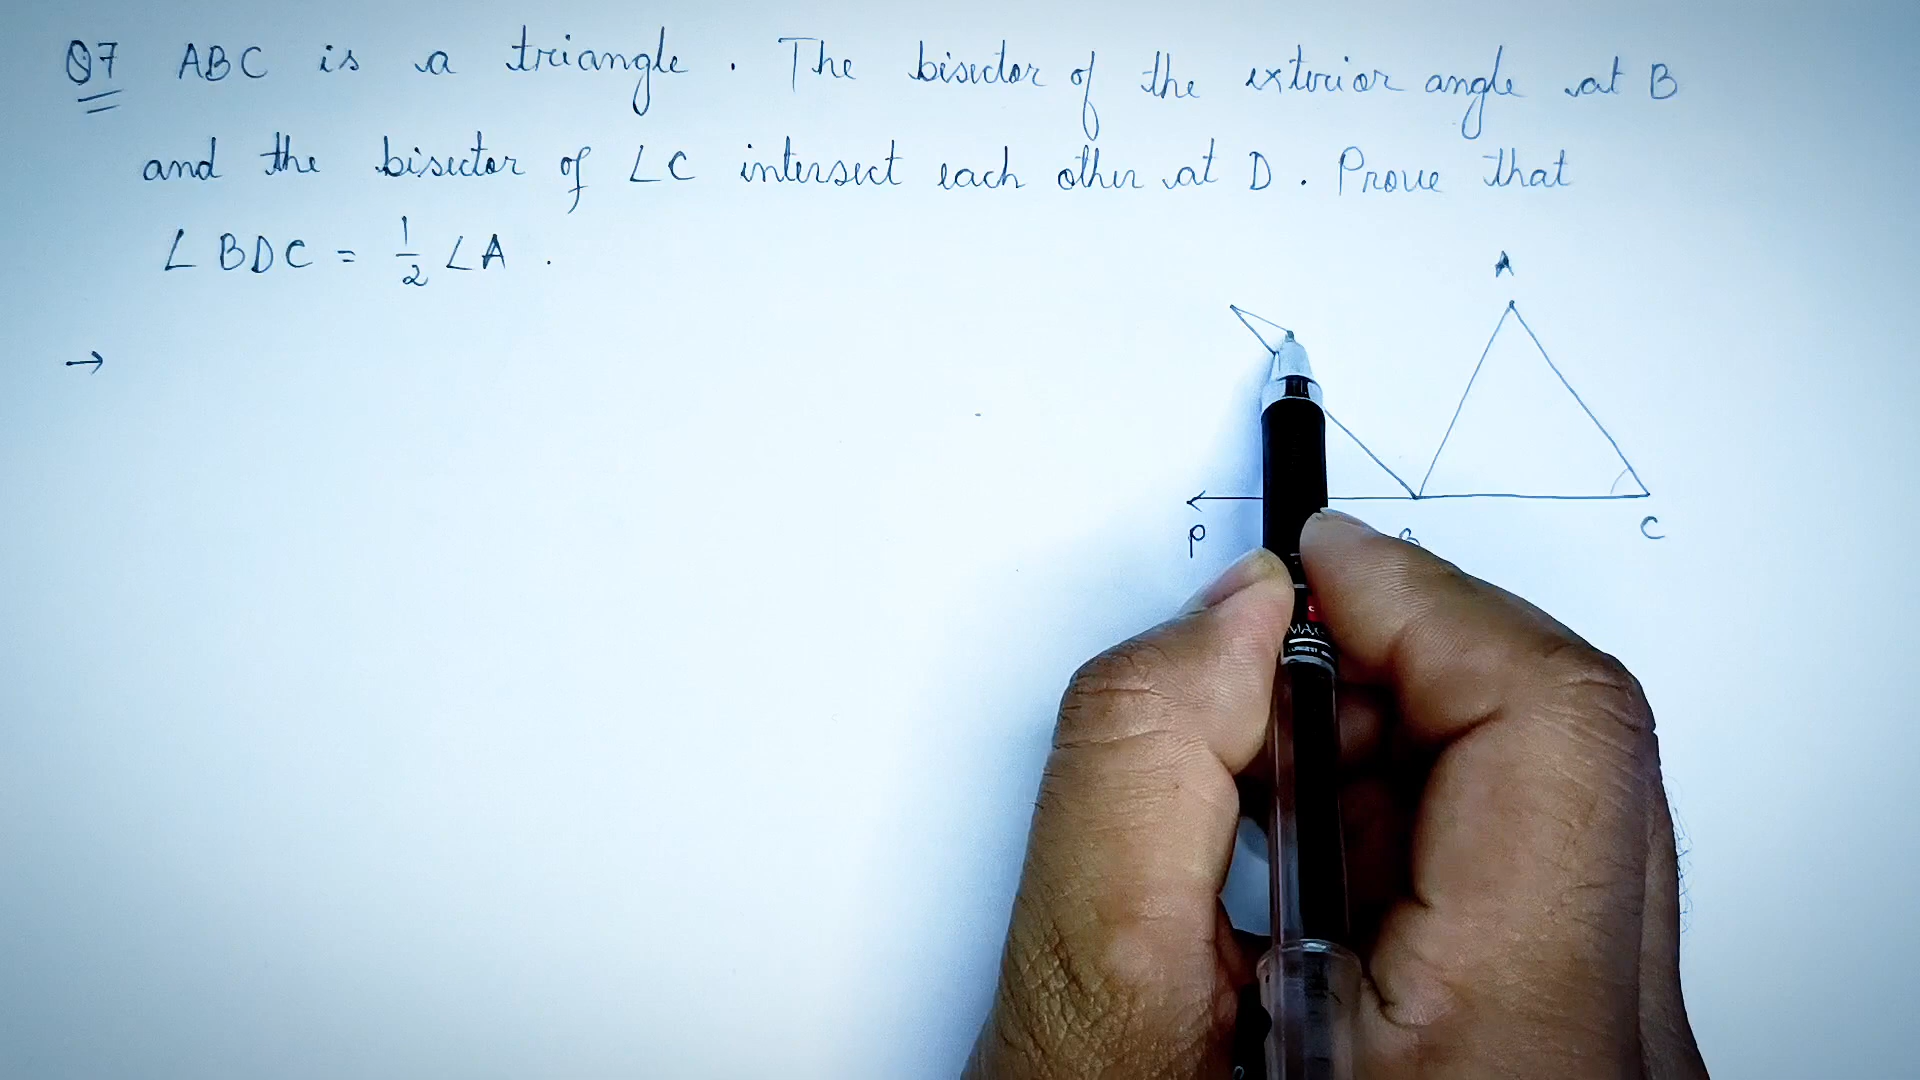 Q7 ABC is a triangle. The bisector of the exterior angle at B
and the bisector of ∠C intersect each other at D. Prove that
∠BDC = 1/2 ∠A.
→
A
P
C